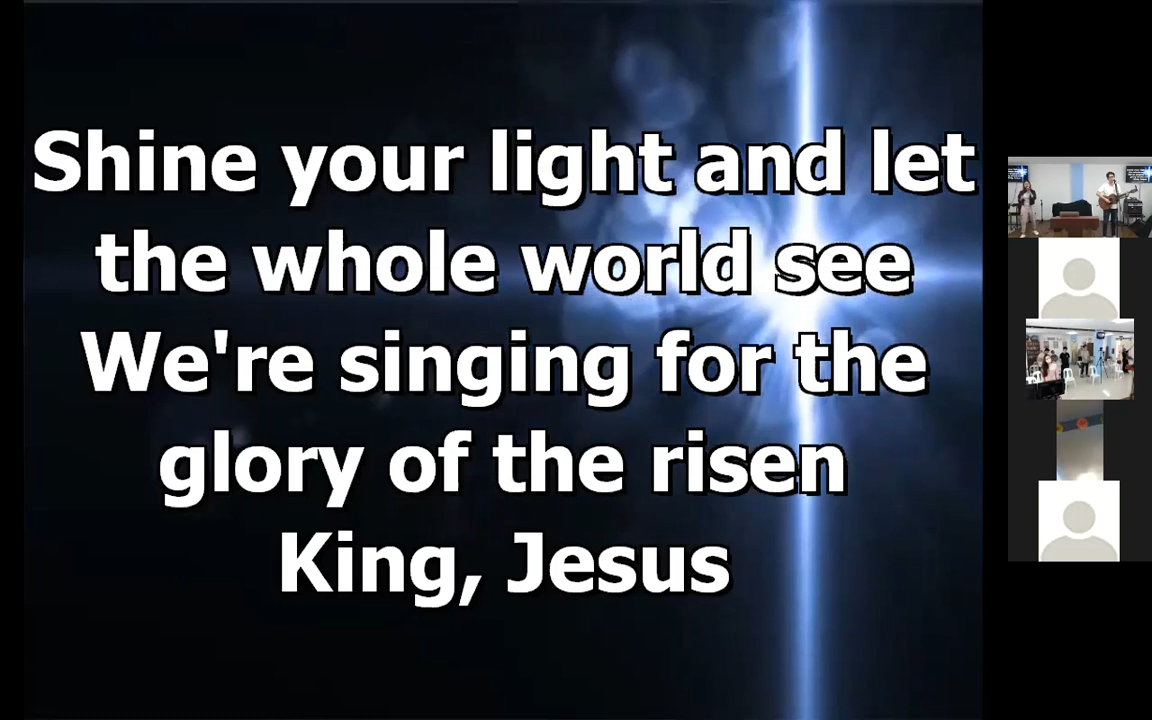 Shine your light and let
the whole world see
We're singing for the
glory of the risen
King, Jesus